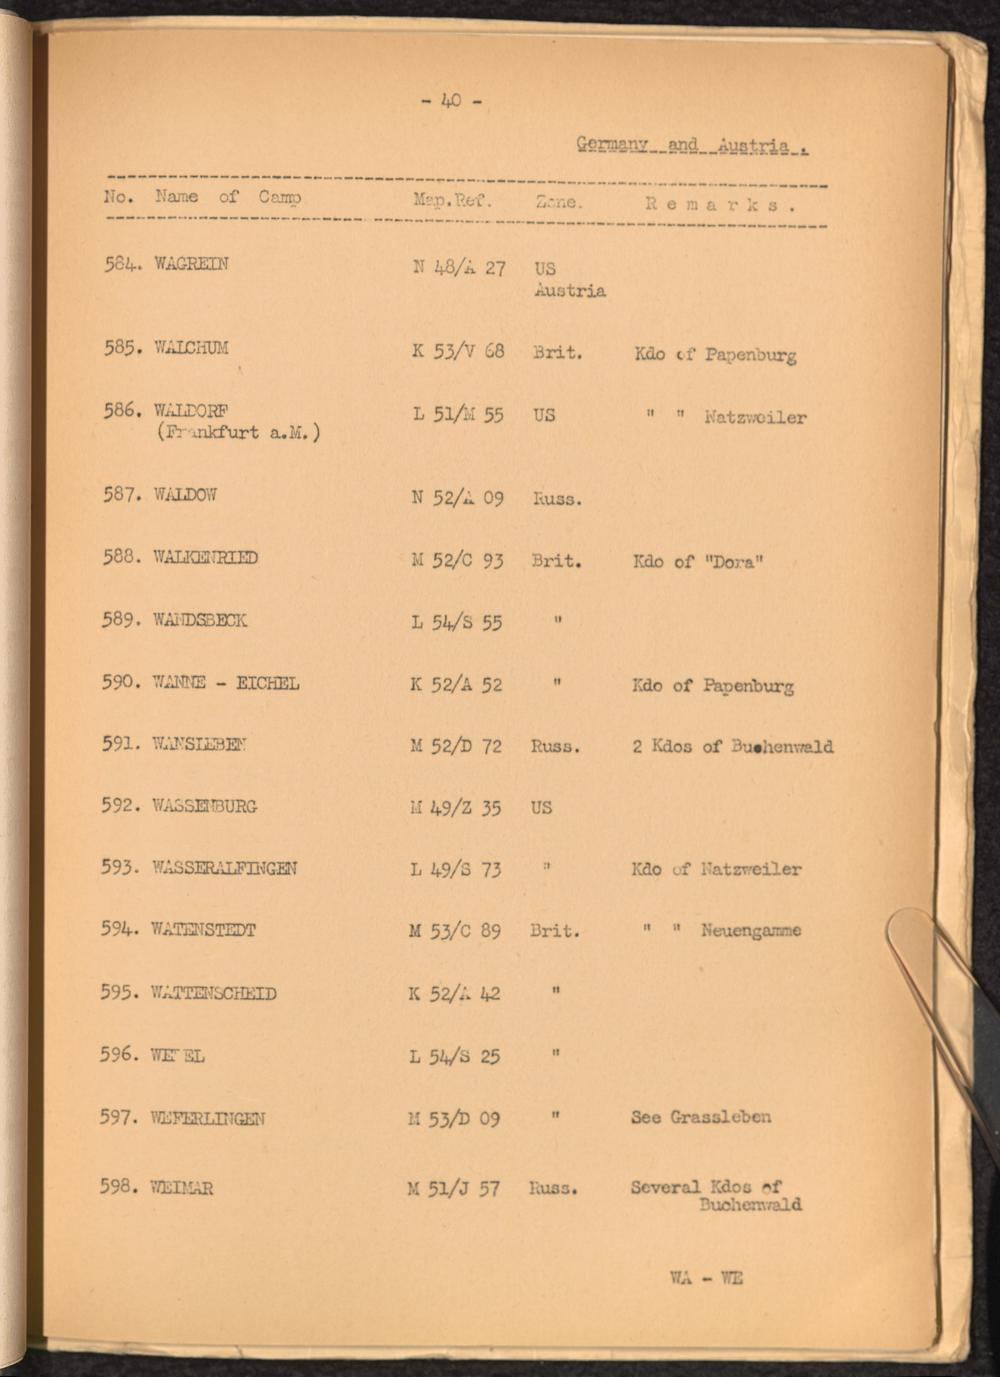 - 40 -
Germany and Austria.
No. Name of Camp Map.Ref. Zone. Remarks.
584. WAGREIN N 48/A 27 US
Austria
585. WALCHUM K 53/V 68 Brit. Kdo of Papenburg
586. WALDORF L 51/M 55 US " " Natzweiler
(Frankfurt a.M.)
587. WALDOW N 52/A 09 Russ.
588. WALKENRIED M 52/C 93 Brit. Kdo of "Dora"
589. WANDSBECK L 54/S 55 "
590. WANNE - EICHEL K 52/A 52 " Kdo of Papenburg
591. WANSLEBEN M 52/D 72 Russ. 2 Kdos of Buchenwald
592. WASSENBURG M 49/Z 35 US
593. WASSERALFINGEN L 49/S 73 " Kdo of Natzweiler
594. WATENSTEDT M 53/C 89 Brit. " " Neuengamme
595. WATTENSCHEID K 52/A 42 "
596. L 54/S 25 "
597. WEFERLINGEN M 53/D 09 " See Grassleben
598. WEIMAR M 51/J 57 Russ. Several Kdos of
Buchenwald
WA - WE